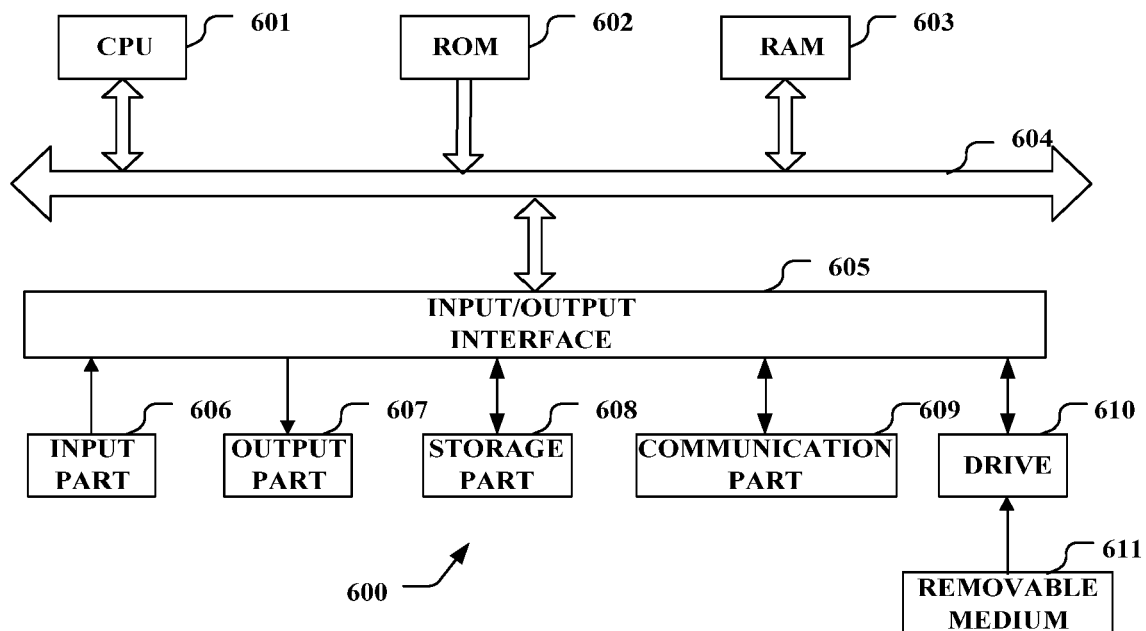 601
602
603
CPU
ROM
RAM
604
605
INPUT/OUTPUT
INTERFACE
606
607
608
609
610
INPUT
PART
OUTPUT
PART
STORAGE
PART
COMMUNICATION
PART
DRIVE
611
600
REMOVABLE
MEDIUM